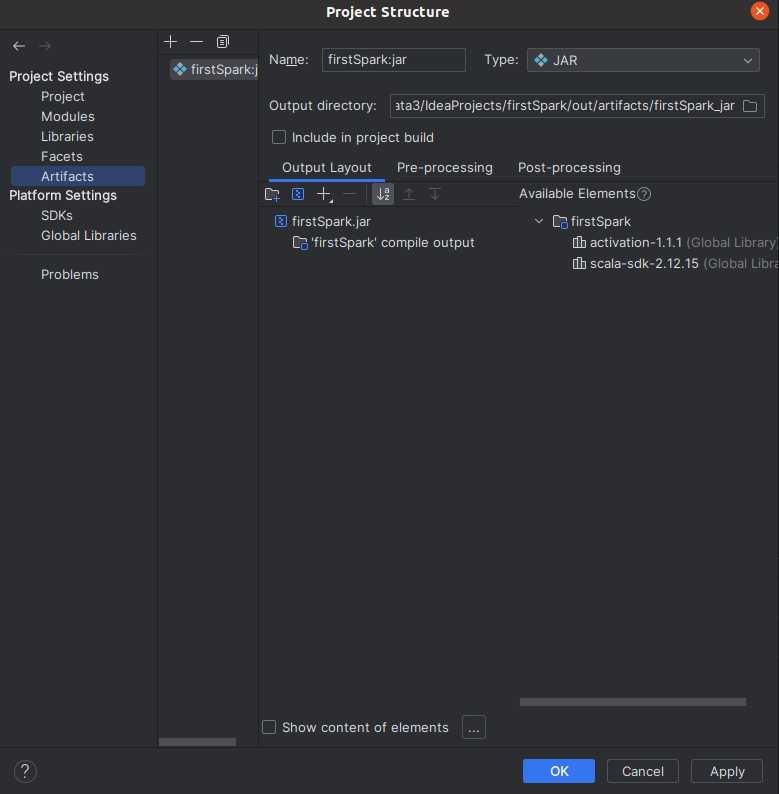 Project Structure
Project Settings
Project
Modules
Libraries
Facets
Artifacts
Platform Settings
SDKs
Global Libraries
Problems
firstSpark:j
Name: firstSpark:jar Type: JAR
Output directory: ata3/IdeaProjects/firstSpark/out/artifacts/firstSpark_jar
Include in project build
Output Layout Pre-processing Post-processing
Available Elements
firstSpark.jar
'firstSpark' compile output
firstSpark
activation-1.1.1 (Global Library)
scala-sdk-2.12.15 (Global Libra
Show content of elements ...
? OK Cancel Apply